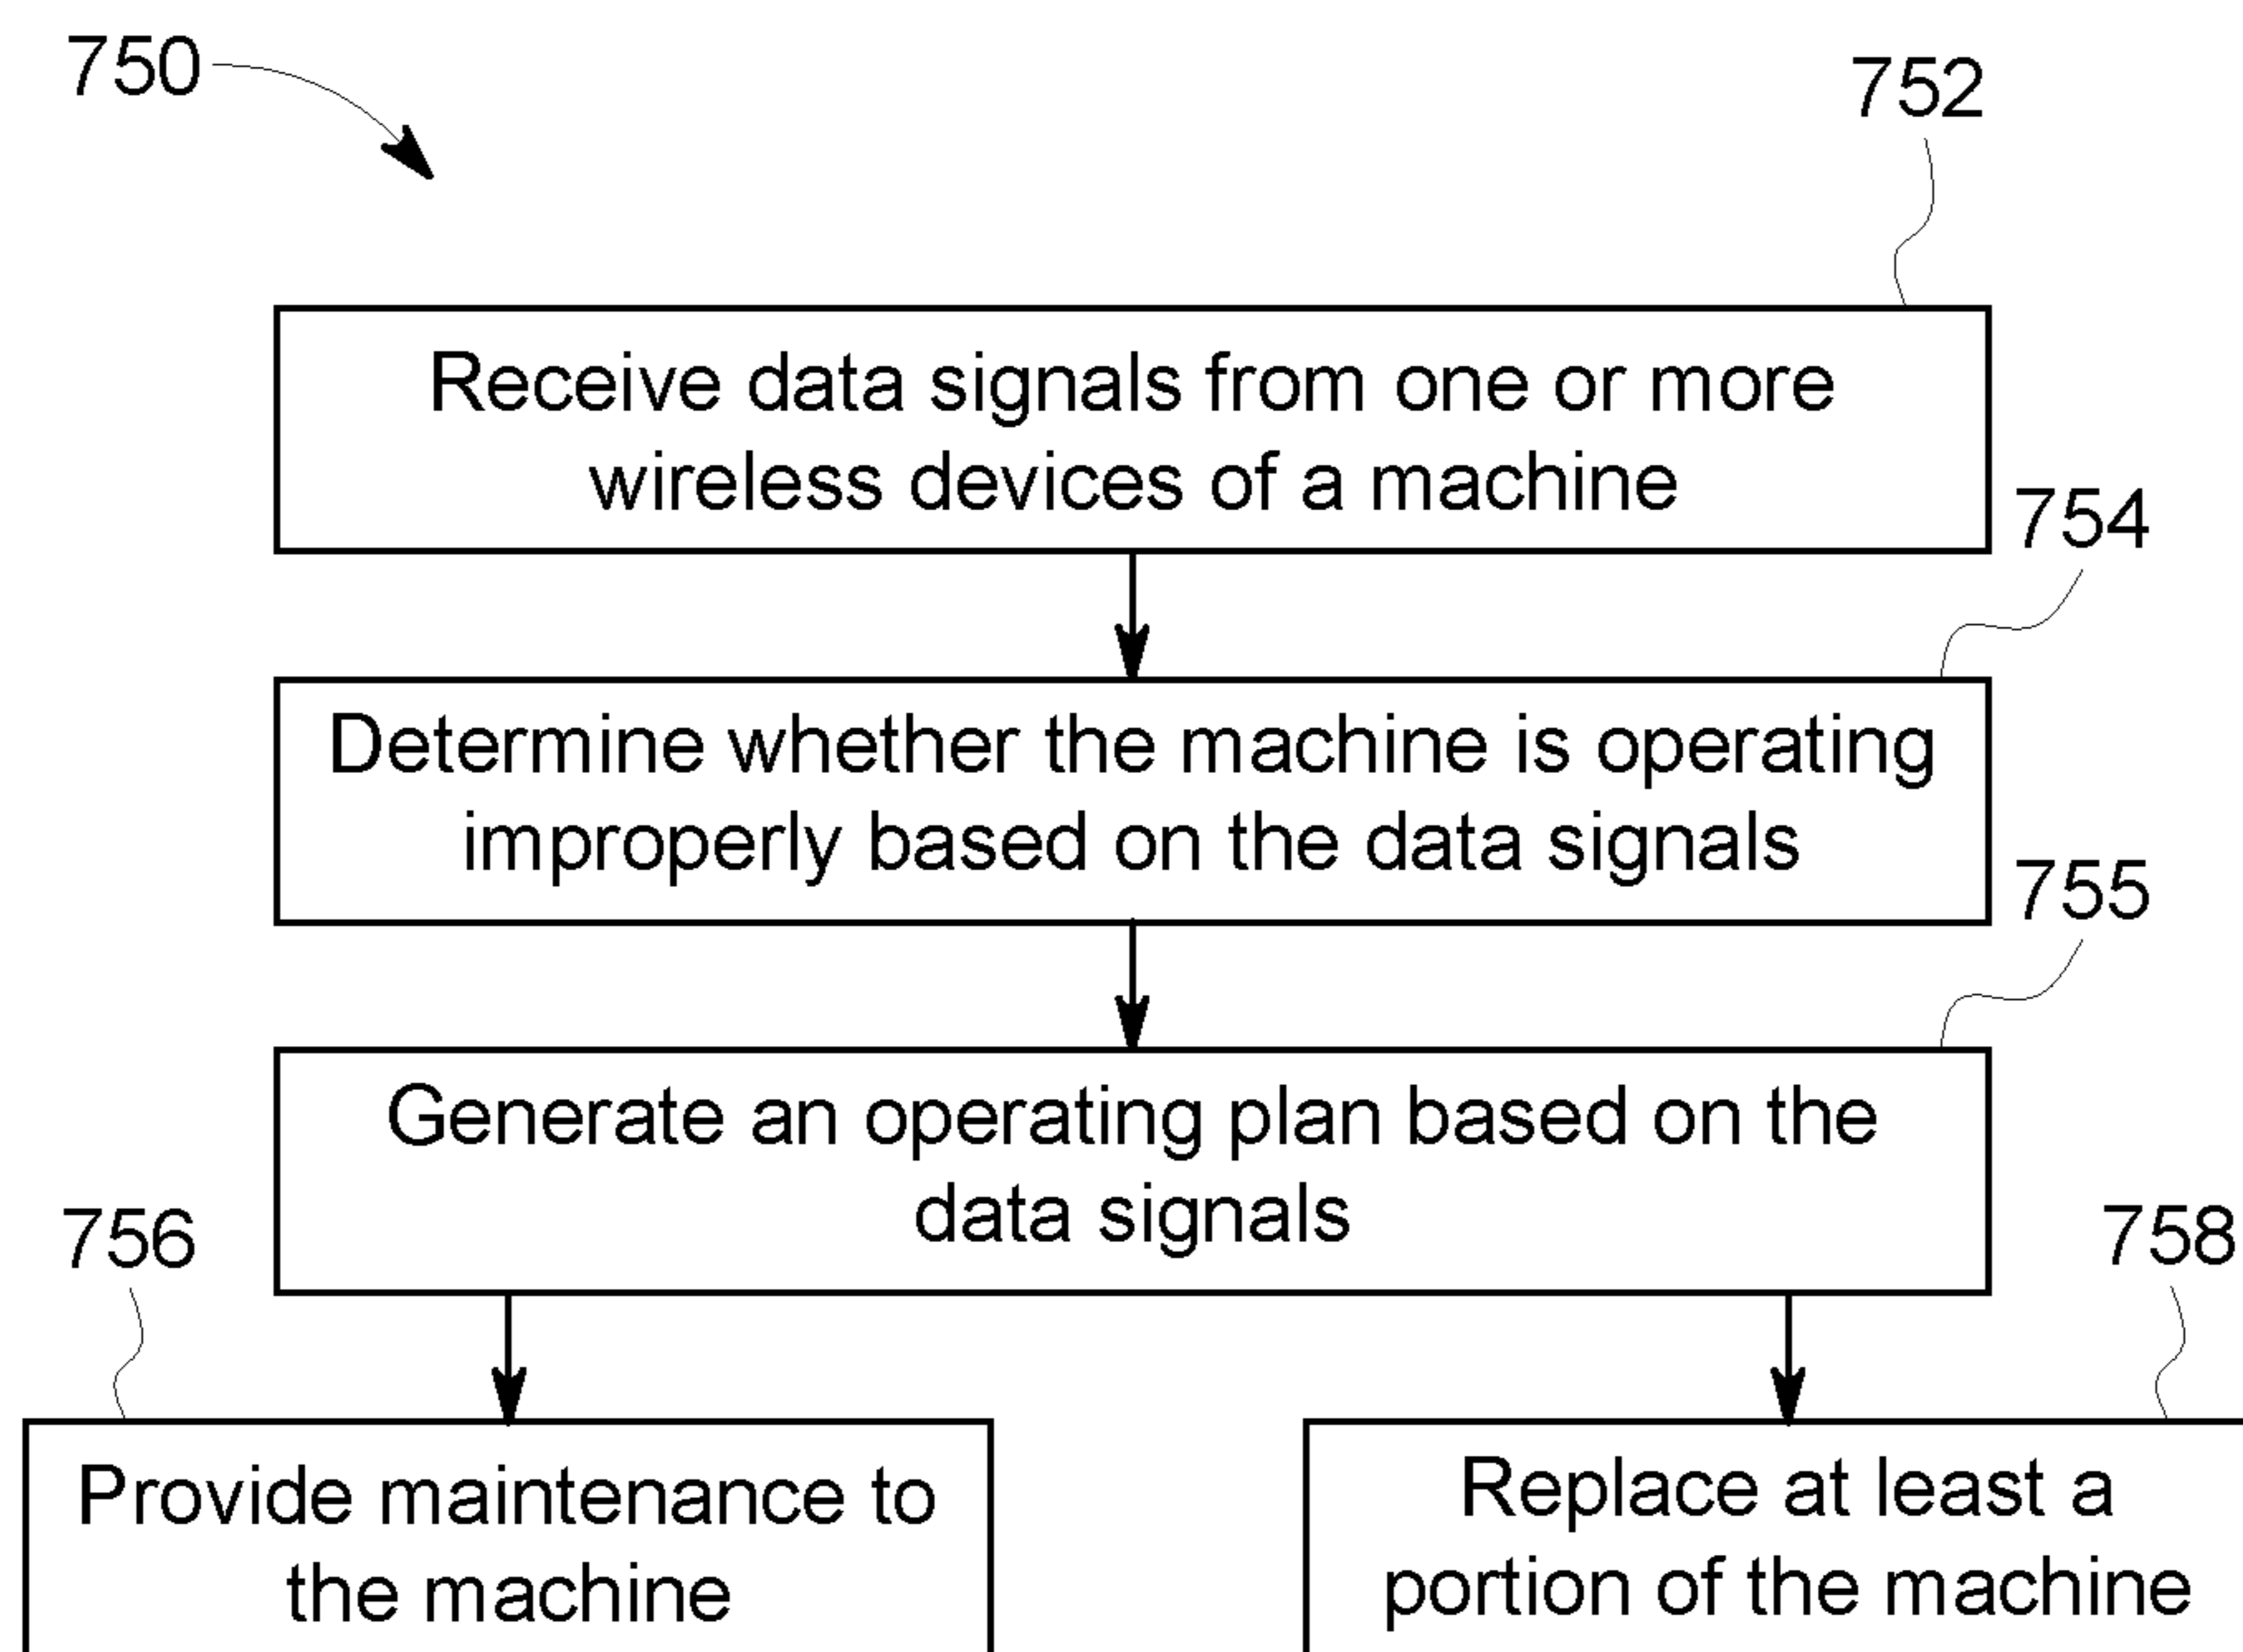 750
752
Receive data signals from one or more
wireless devices of a machine
754
Determine whether the machine is operating
improperly based on the data signals
755
Generate an operating plan based on the
data signals
756
758
Provide maintenance to
the machine
Replace at least a
portion of the machine